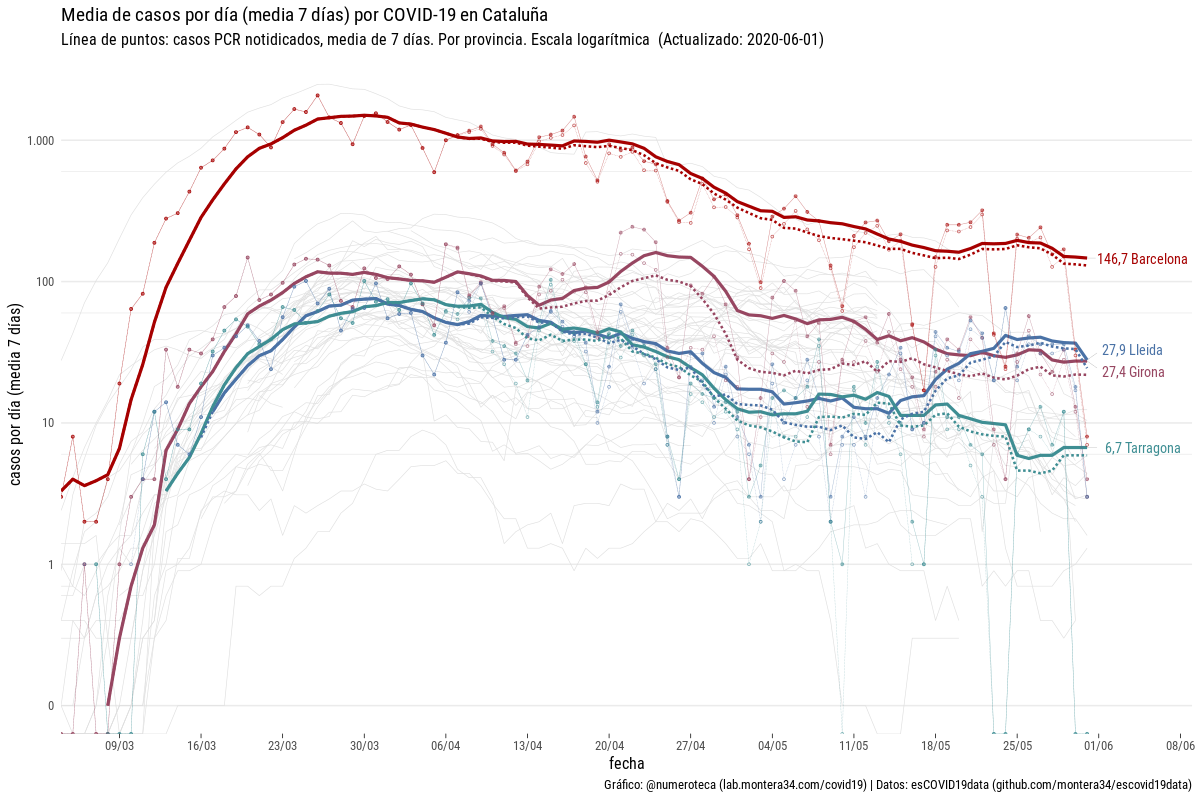 Media de casos por día (media 7 días) por COVID-19 en Cataluña
Línea de puntos: casos PCR notidicados, media de 7 días. Por provincia. Escala logarítmica  (Actualizado: 2020-06-01)
casos por día (media 7 días)
1.000
100
10
1
0
146,7 Barcelona
27,9 Lleida
27,4 Girona
6,7 Tarragona
09/03
16/03
23/03
30/03
06/04
13/04
20/04
27/04
04/05
11/05
18/05
25/05
01/06
08/06
fecha
Gráfico: @numeroteca (lab.montera34.com/covid19) | Datos: esCOVID19data (github.com/montera34/escovid19data)